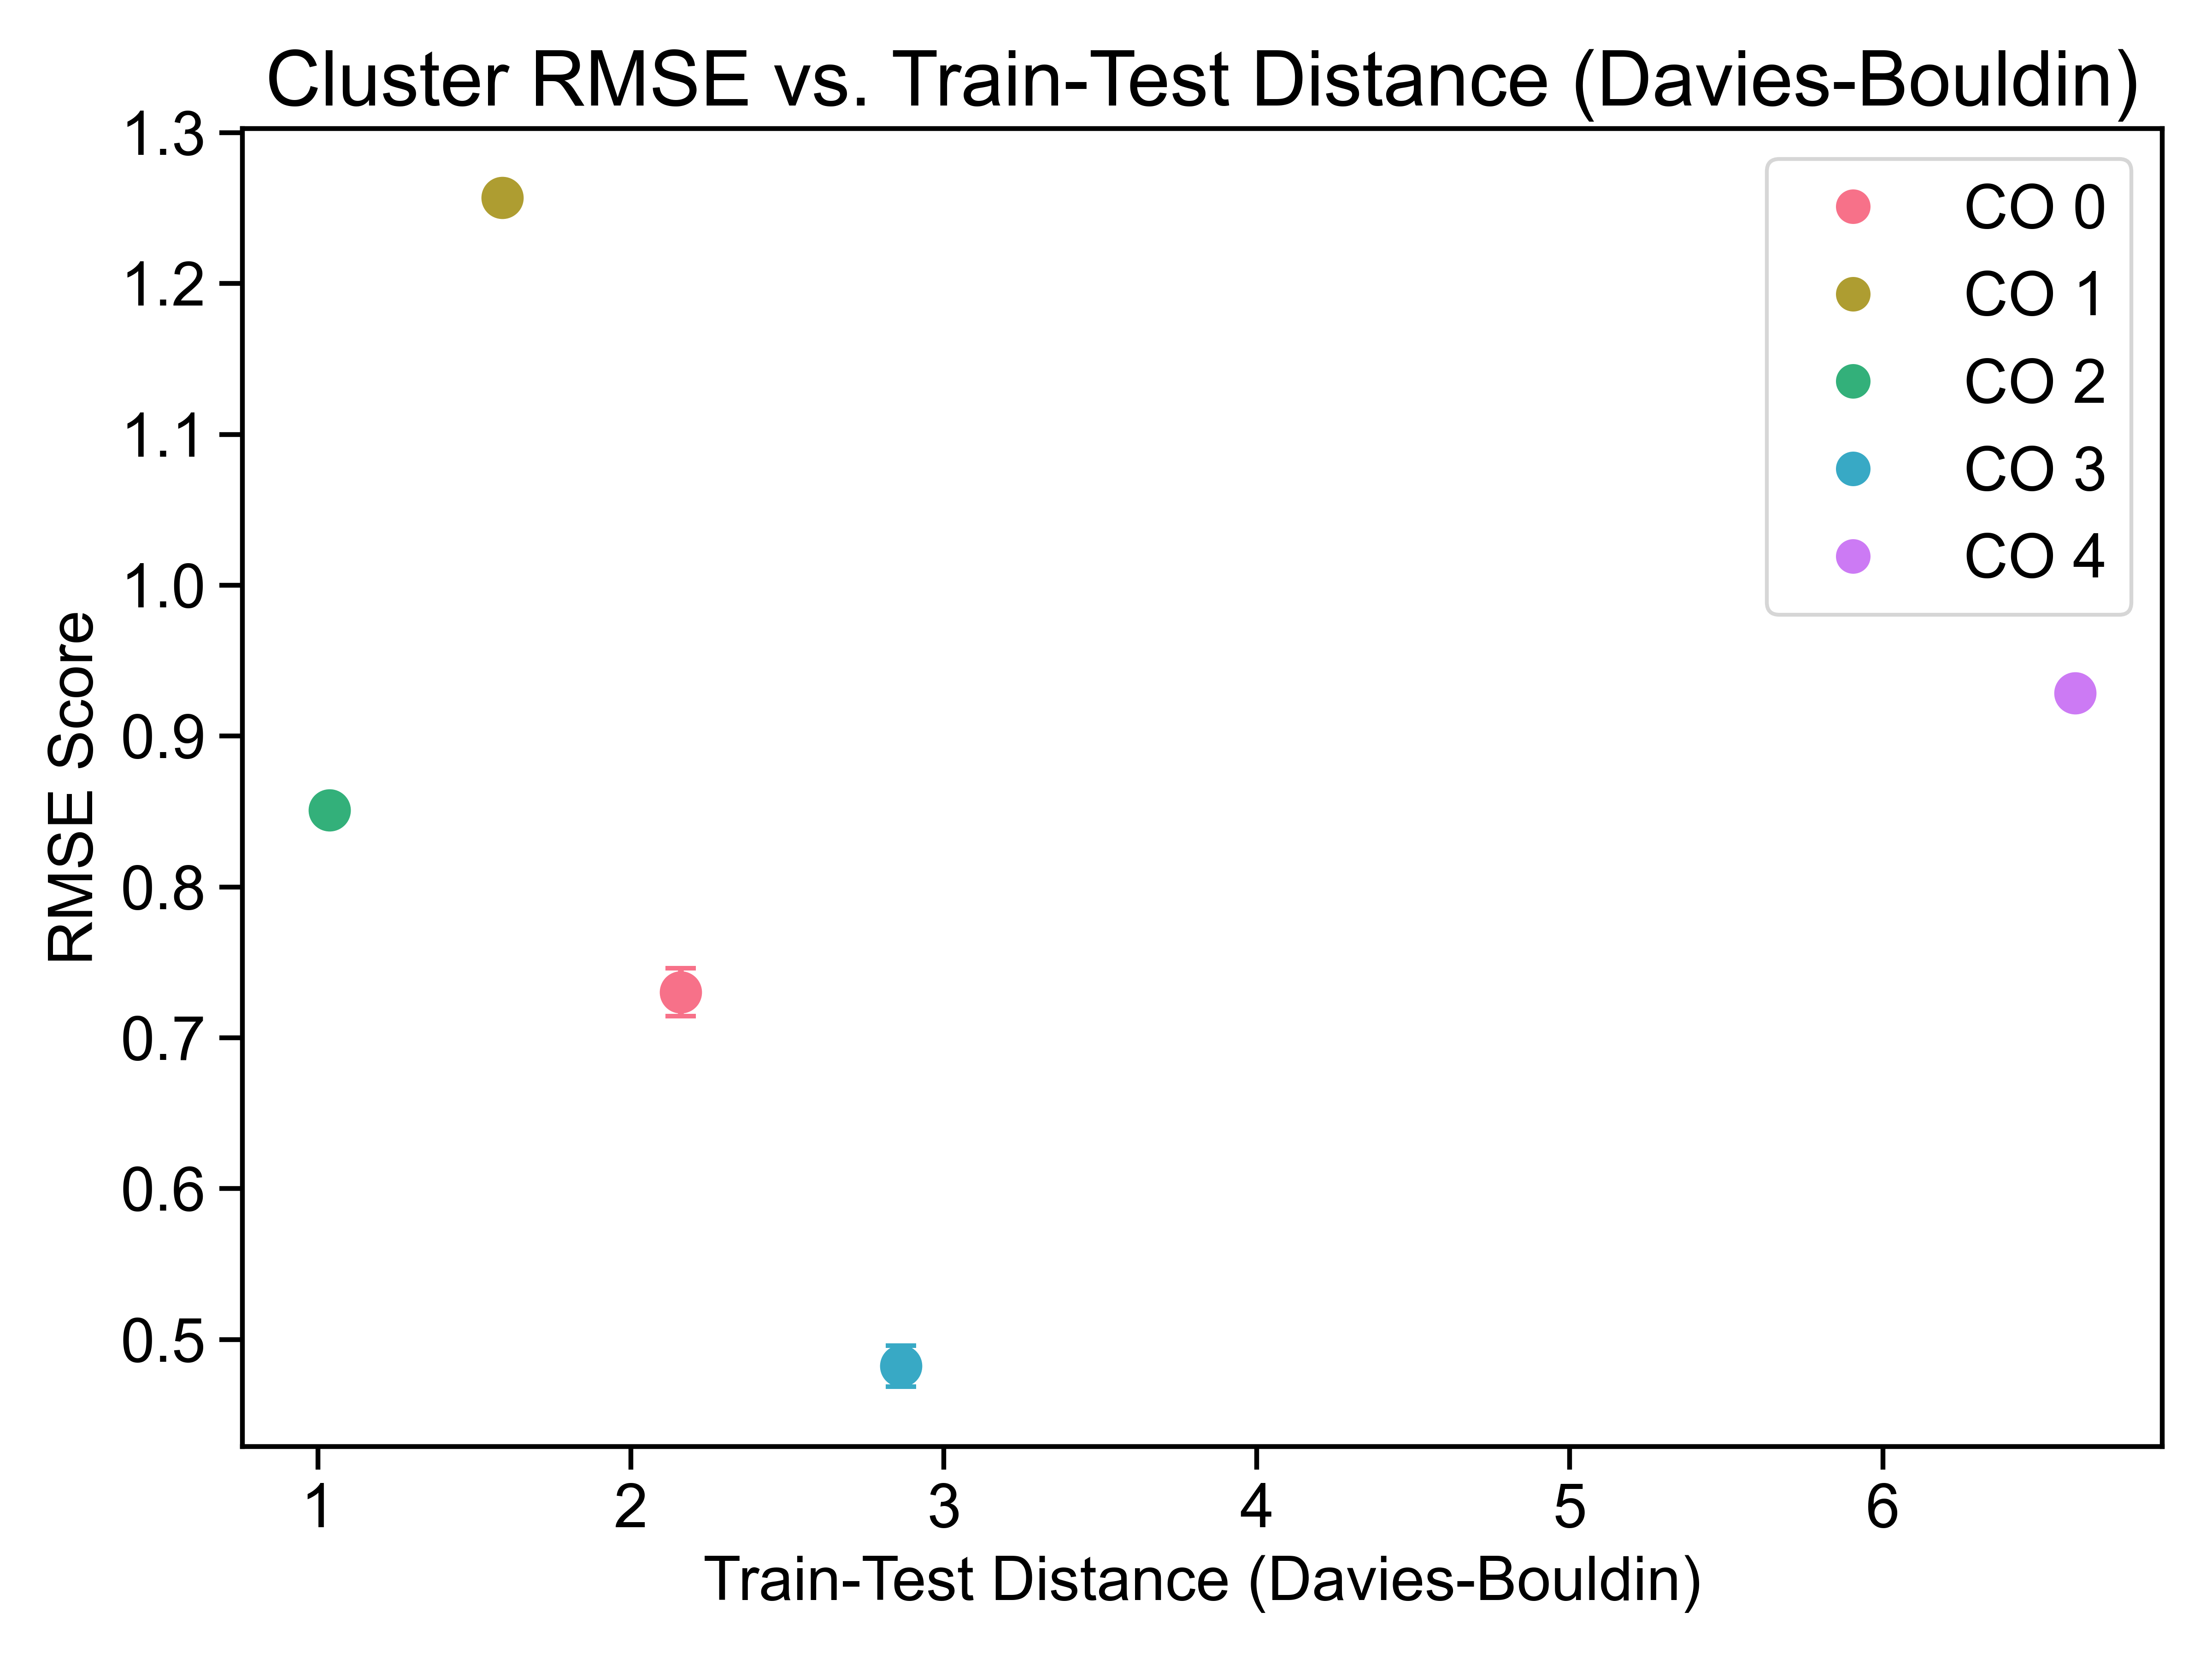 Cluster RMSE vs. Train-Test Distance (Davies-Bouldin)
1.3
1.2
1.1
1.0
0.9
0.8
0.7
0.6
0.5
RMSE Score
CO 0
CO 1
CO 2
CO 3
CO 4
1 2 3 4 5 6
Train-Test Distance (Davies-Bouldin)